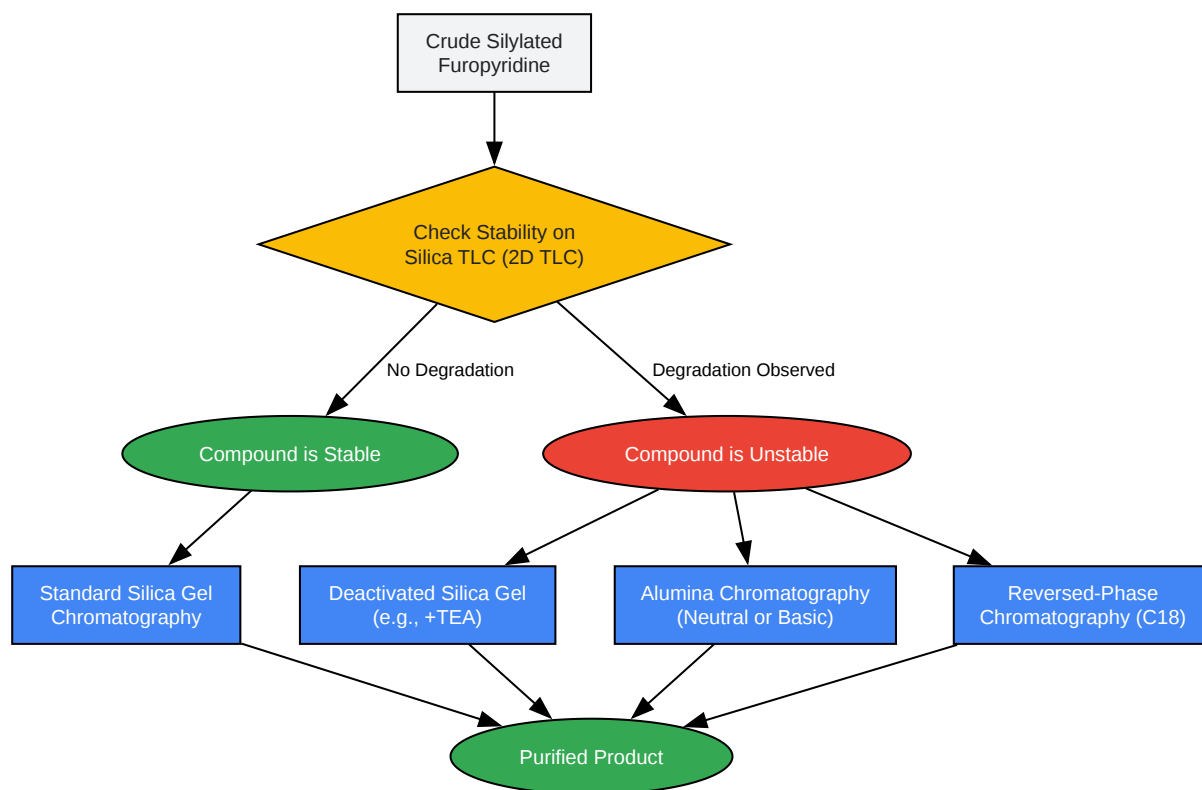 Crude Silylated
Furopyridine
Check Stability on
Silica TLC (2D TLC)
No Degradation
Degradation Observed
Compound is Stable
Compound is Unstable
Standard Silica Gel
Chromatography
Deactivated Silica Gel
(e.g., +TEA)
Alumina Chromatography
(Neutral or Basic)
Reversed-Phase
Chromatography (C18)
Purified Product